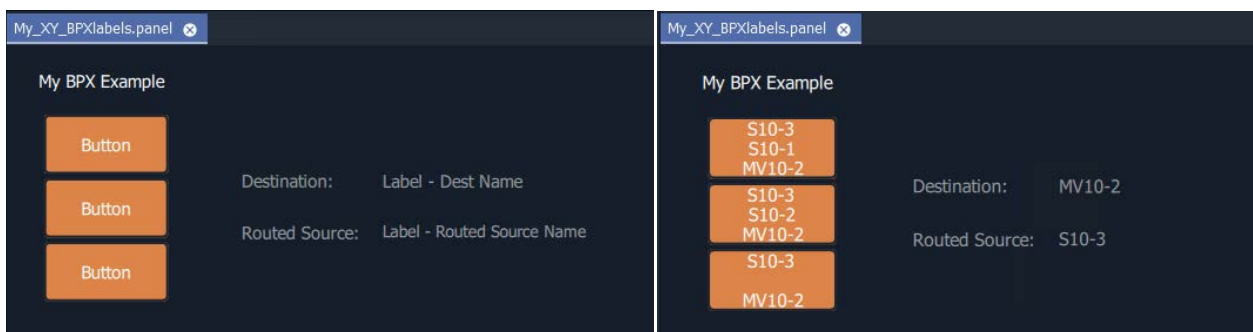 My_XY_BPXlabels.panel
My BPX Example
Button
Button
Button
Destination: Label - Dest Name
Routed Source: Label - Routed Source Name
My_XY_BPXlabels.panel
My BPX Example
S10-3
S10-1
MV10-2
S10-3
S10-2
MV10-2
S10-3
MV10-2
Destination: MV10-2
Routed Source: S10-3